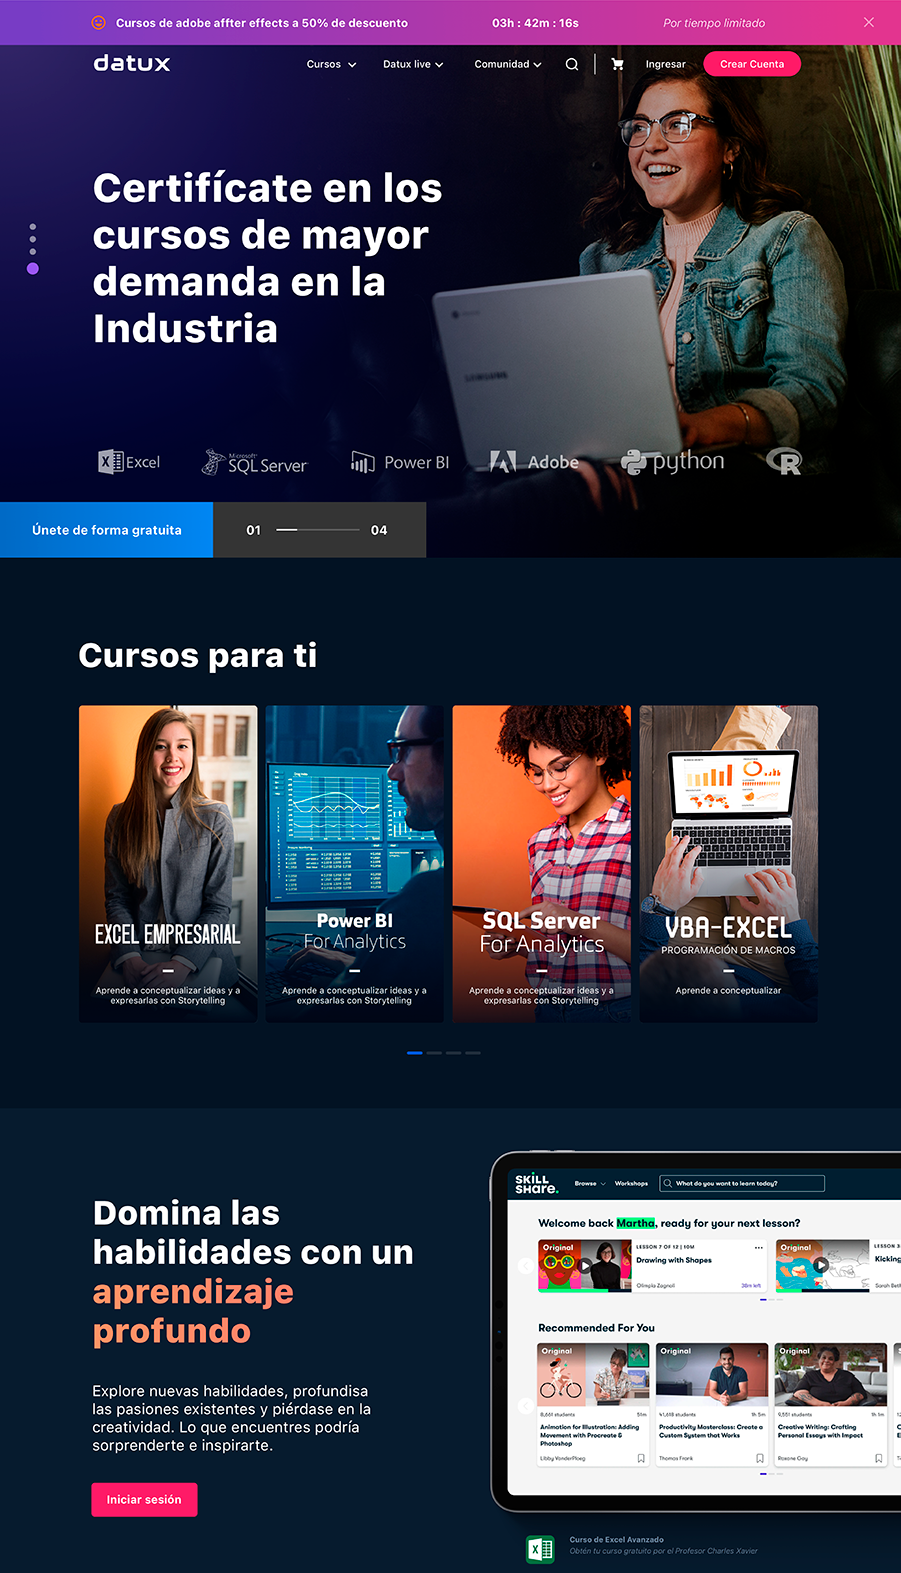 Cursos de adobe affter effects a 50% de descuento
03h : 42m : 16s
Por tiempo limitado
datux
Cursos
Datux live
Comunidad
Ingresar
Crear Cuenta
Certifícate en los
cursos de mayor
demanda en la
Industria
SAMSUNG
Excel
Microsoft
SQL Server
Power BI
Adobe
python
R
Únete de forma gratuita
01
04
Cursos para ti
EXCEL EMPRESARIAL
Aprende a conceptualizar ideas y a
expresarlas con Storytelling
Power BI
For Analytics
Aprende a conceptualizar ideas y a
expresarlas con Storytelling
SQL Server
For Analytics
Aprende a conceptualizar ideas y a
expresarlas con Storytelling
VBA-EXCEL
PROGRAMACIÓN DE MACROS
Aprende a conceptualizar
Domina las
habilidades con un
aprendizaje
profundo
Explore nuevas habilidades, profundisa
las pasiones existentes y piérdase en la
creatividad. Lo que encuentres podría
sorprenderte e inspirarte.
Iniciar sesión
SKILL
SHare.
Browse
Workshops
What do you want to learn today?
Welcome back Martha, ready for your next lesson?
Original
LESSON 7 OF 12 | 10M
Drawing with Shapes
Olimpia Zagnoli
38m left
Original
LESSON 3
Kicking
Sarah Beth
Recommended For You
Original
8,661 students
51m
Animation for Illustration: Adding
Movement with Procreate &
Photoshop
Libby VanderPloeg
Original
41,618 students
1h 5m
Productivity Masterclass: Create a
Custom System that Works
Thomas Frank
Original
9,551 students
1h 1m
Creative Writing: Crafting
Personal Essays with Impact
Roxane Gay
Curso de Excel Avanzado
Obtén tu curso gratuito por el Profesor Charles Xavier